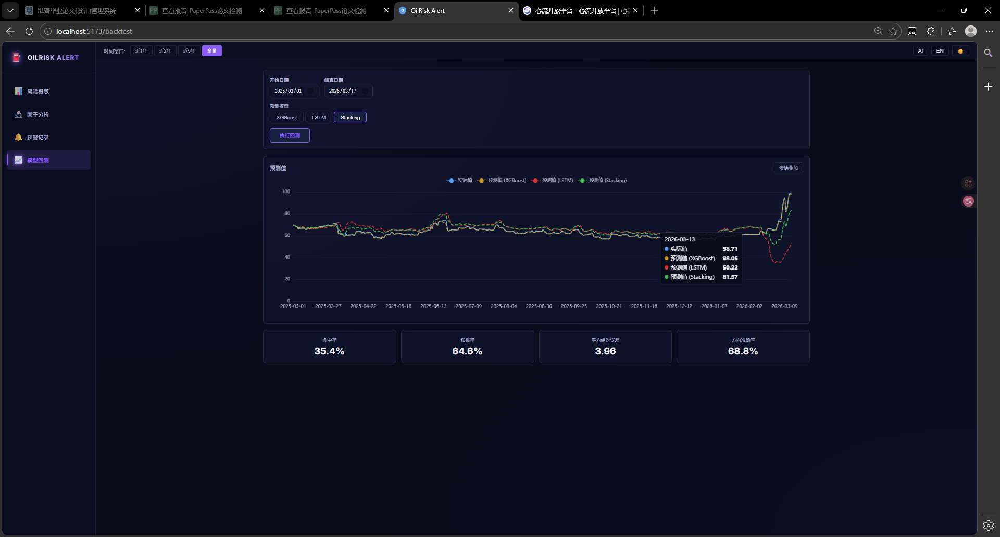 维普毕业论文(设计)管理系统
查看报告_PaperPass论文检测
查看报告_PaperPass论文检测
OilRisk Alert
心流开放平台 - 心流开放平台 | 心
localhost:5173/backtest
OILRISK ALERT
时间窗口:
近1年
近2年
近5年
全量
AI
EN
风险概览
因子分析
预警记录
模型回测
开始日期
结束日期
2025/03/01
2026/03/17
预测模型
XGBoost
LSTM
Stacking
执行回测
预测值
清除叠加
实际值
预测值 (XGBoost)
预测值 (LSTM)
预测值 (Stacking)
100
80
60
40
20
0
2026-03-13
实际值 98.71
预测值 (XGBoost) 98.05
预测值 (LSTM) 50.22
预测值 (Stacking) 81.57
2025-03-01
2025-03-27
2025-04-22
2025-05-18
2025-06-13
2025-07-09
2025-08-04
2025-08-30
2025-09-25
2025-10-21
2025-11-16
2025-12-12
2026-01-07
2026-02-02
2026-03-09
命中率
35.4%
误报率
64.6%
平均绝对误差
3.96
方向准确率
68.8%